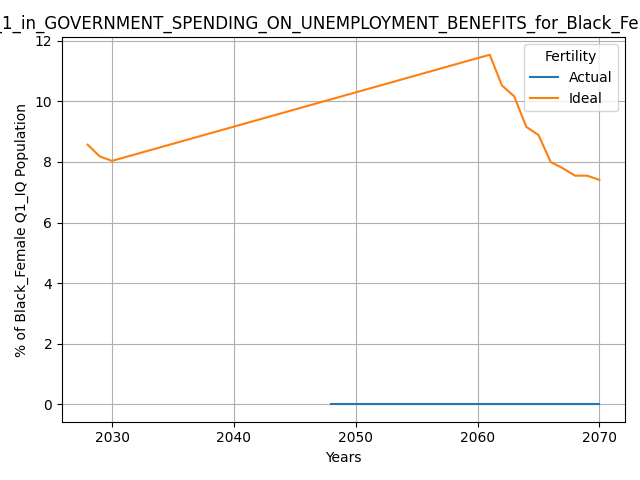 _1_in_GOVERNMENT_SPENDING_ON_UNEMPLOYMENT_BENEFITS_for_Black_Fe
12
Fertility
Actual
Ideal
10
8
6
4
2
0
% of Black_Female Q1_IQ Population
2030
2040
2050
2060
2070
Years